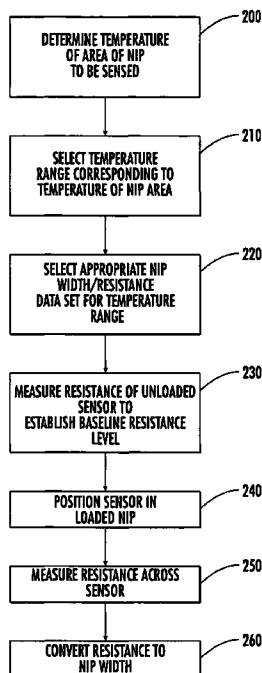 200
DETERMINE TEMPERATURE
OF AREA OF NIP
TO BE SENSED
210
SELECT TEMPERATURE
RANGE CORRESPONDING TO
TEMPERATURE OF NIP AREA
220
SELECT APPROPRIATE NIP
WIDTH/RESISTANCE
DATA SET FOR TEMPERATURE
RANGE
230
MEASURE RESISTANCE OF UNLOADED
SENSOR TO
ESTABLISH BASELINE RESISTANCE
LEVEL
240
POSITION SENSOR IN
LOADED NIP
250
MEASURE RESISTANCE ACROSS
SENSOR
260
CONVERT RESISTANCE TO
NIP WIDTH